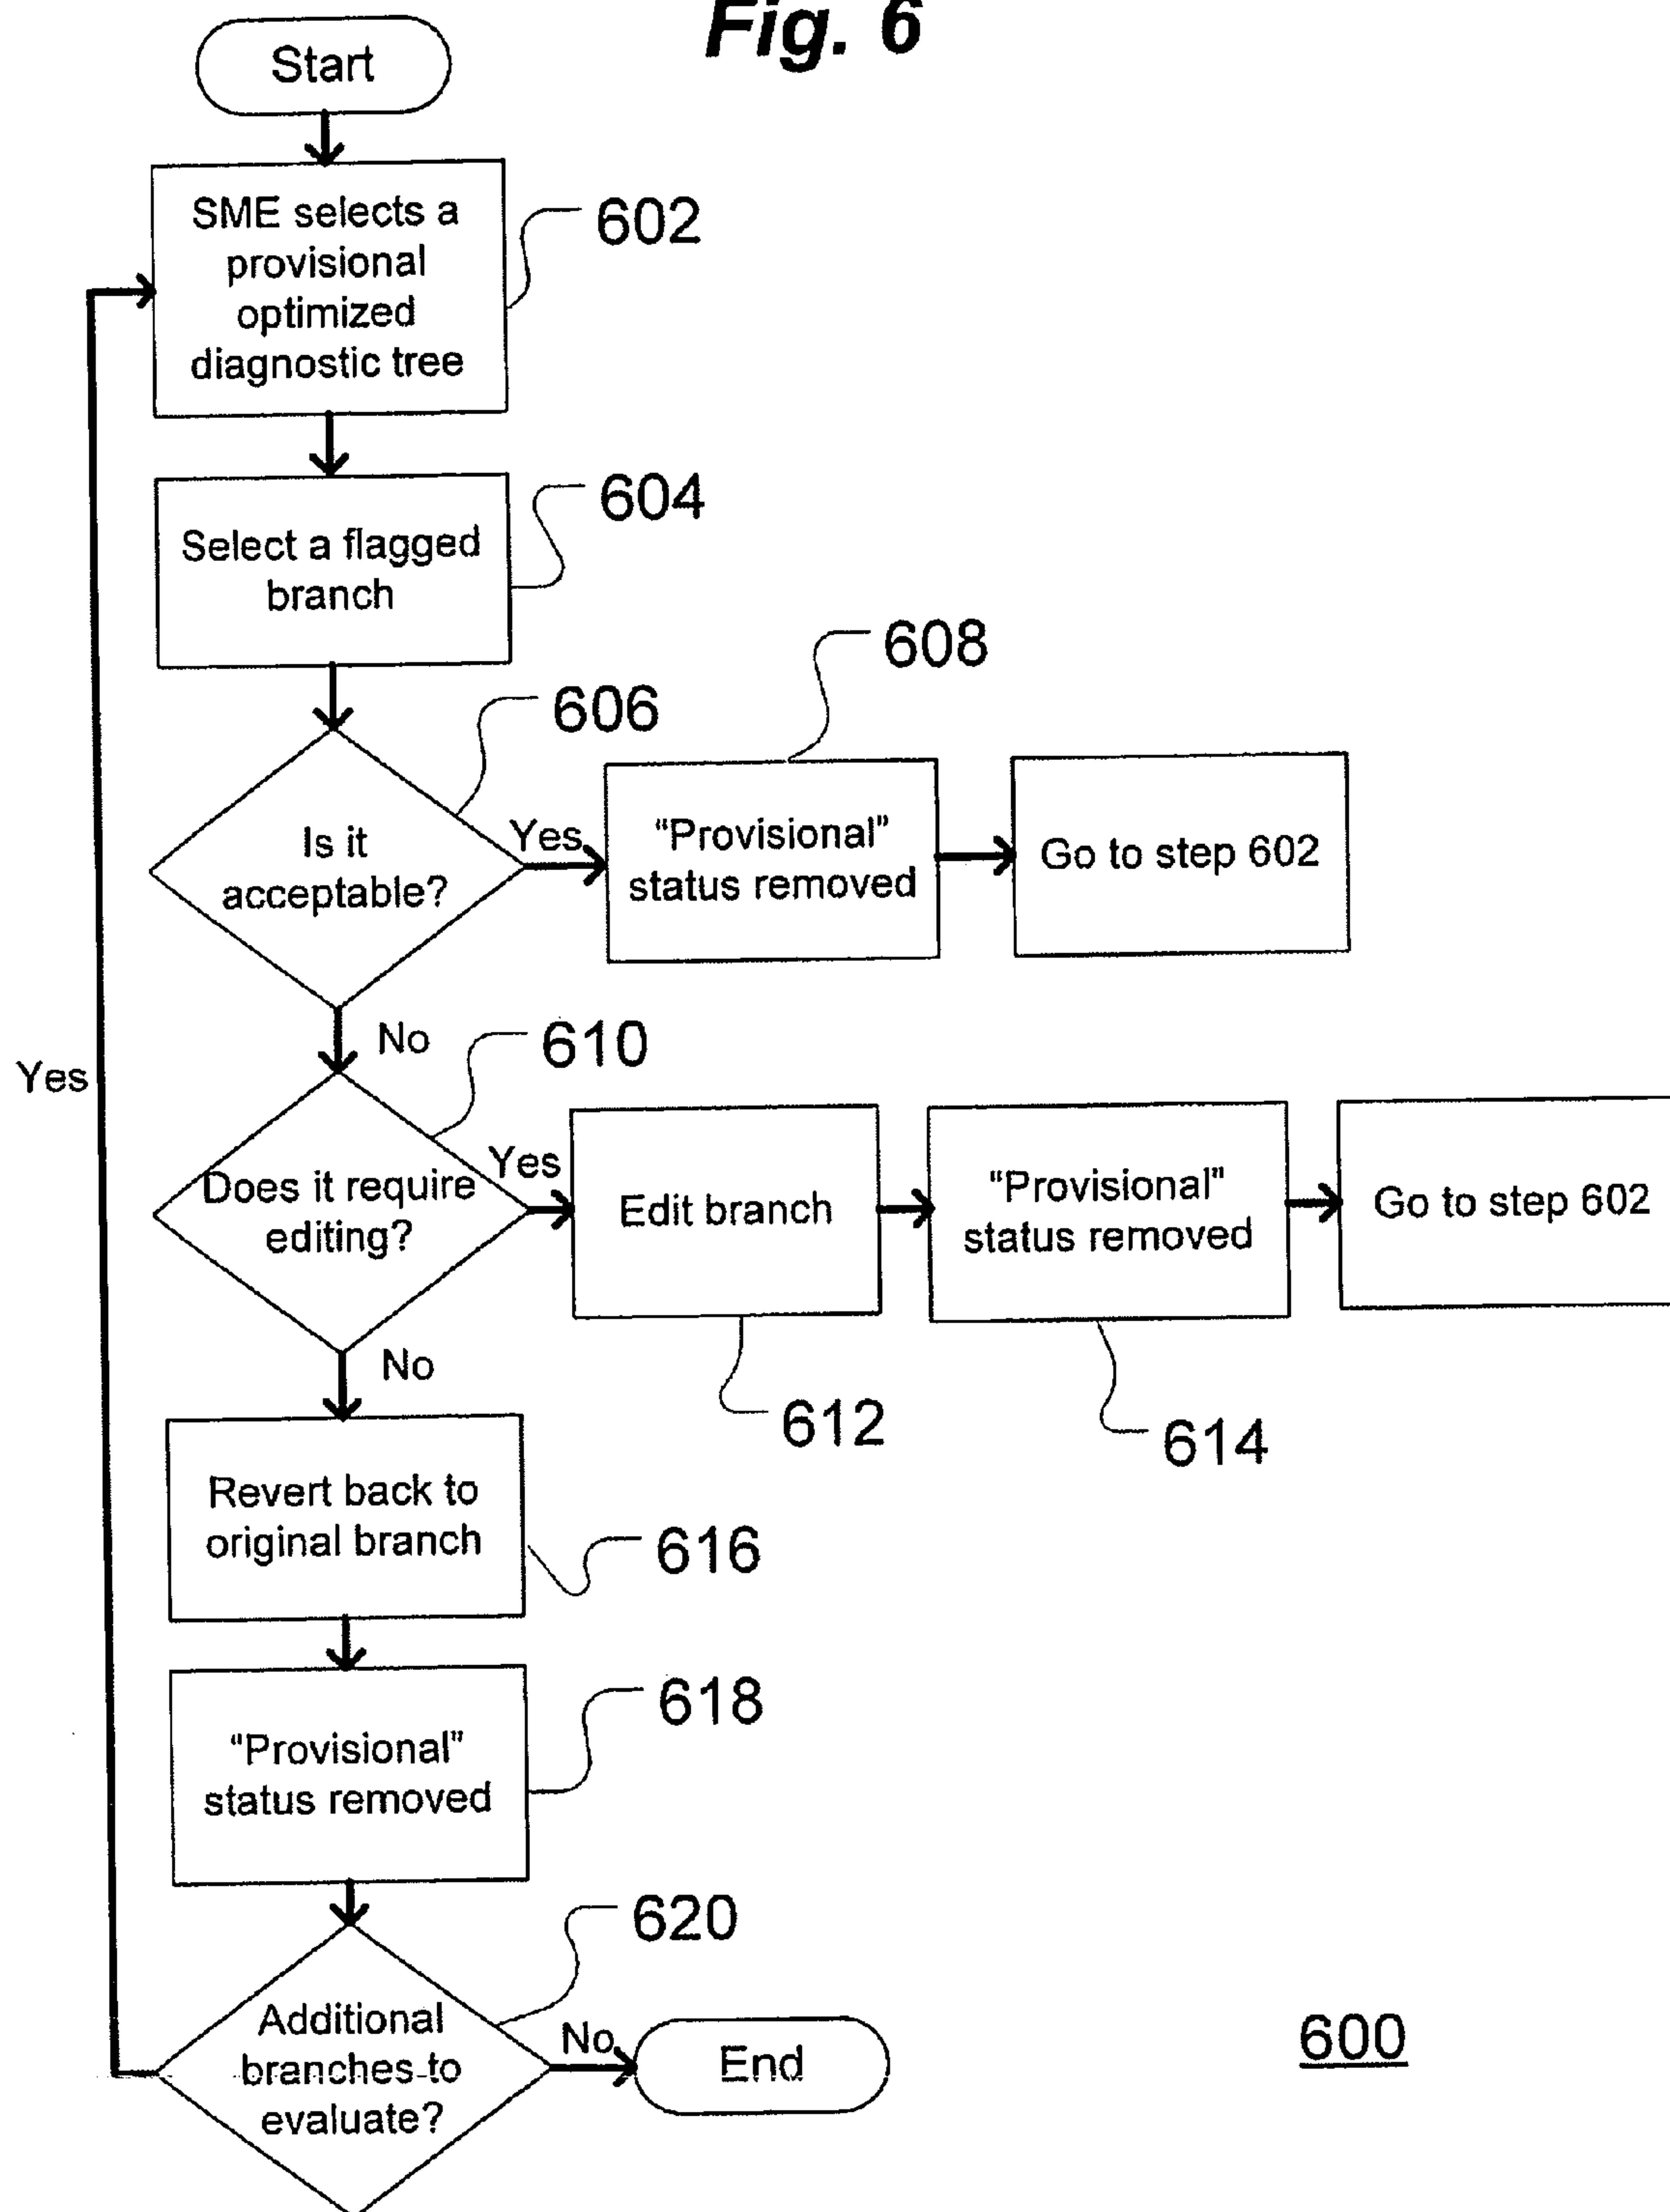 Fig. 6
Start
SME selects a
provisional
optimized
diagnostic tree
602
Select a flagged
branch
604
606
608
Is it
acceptable?
Yes
"Provisional"
status removed
Go to step 602
No
610
Yes
Does it require
editing?
Yes
Edit branch
"Provisional"
status removed
Go to step 602
612
614
No
Revert back to
original branch
616
"Provisional"
status removed
618
620
Additional
branches to
evaluate?
No
End
600